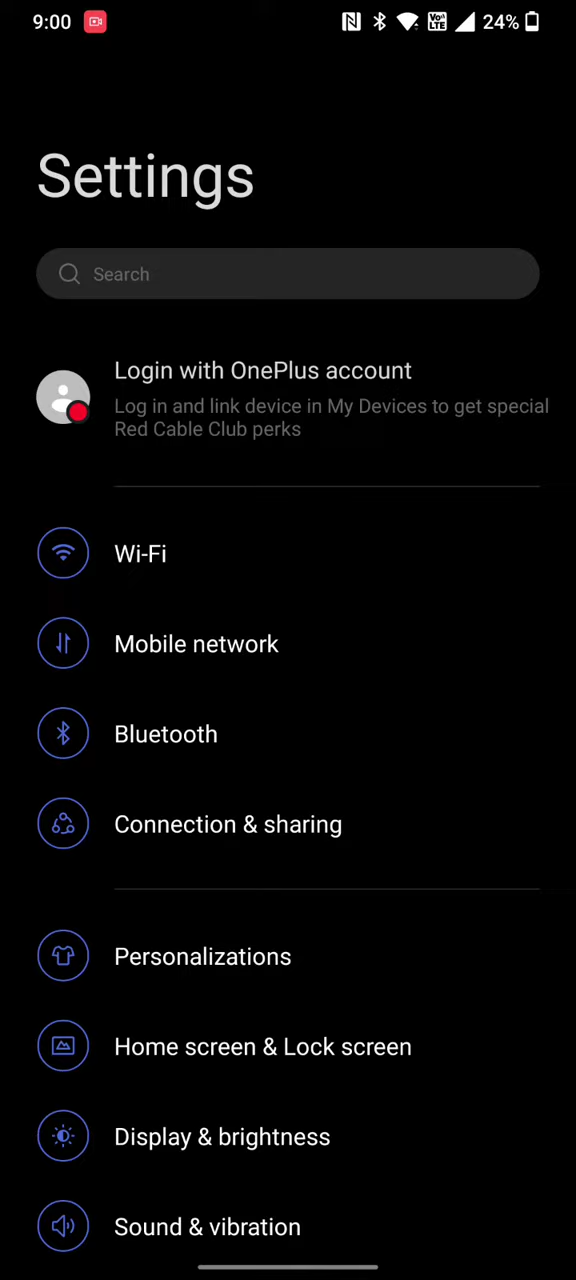 9:00
Vo LTE
24%
Settings
Search
Login with OnePlus account
Log in and link device in My Devices to get special
Red Cable Club perks
Wi-Fi
Mobile network
Bluetooth
Connection & sharing
Personalizations
Home screen & Lock screen
Display & brightness
Sound & vibration